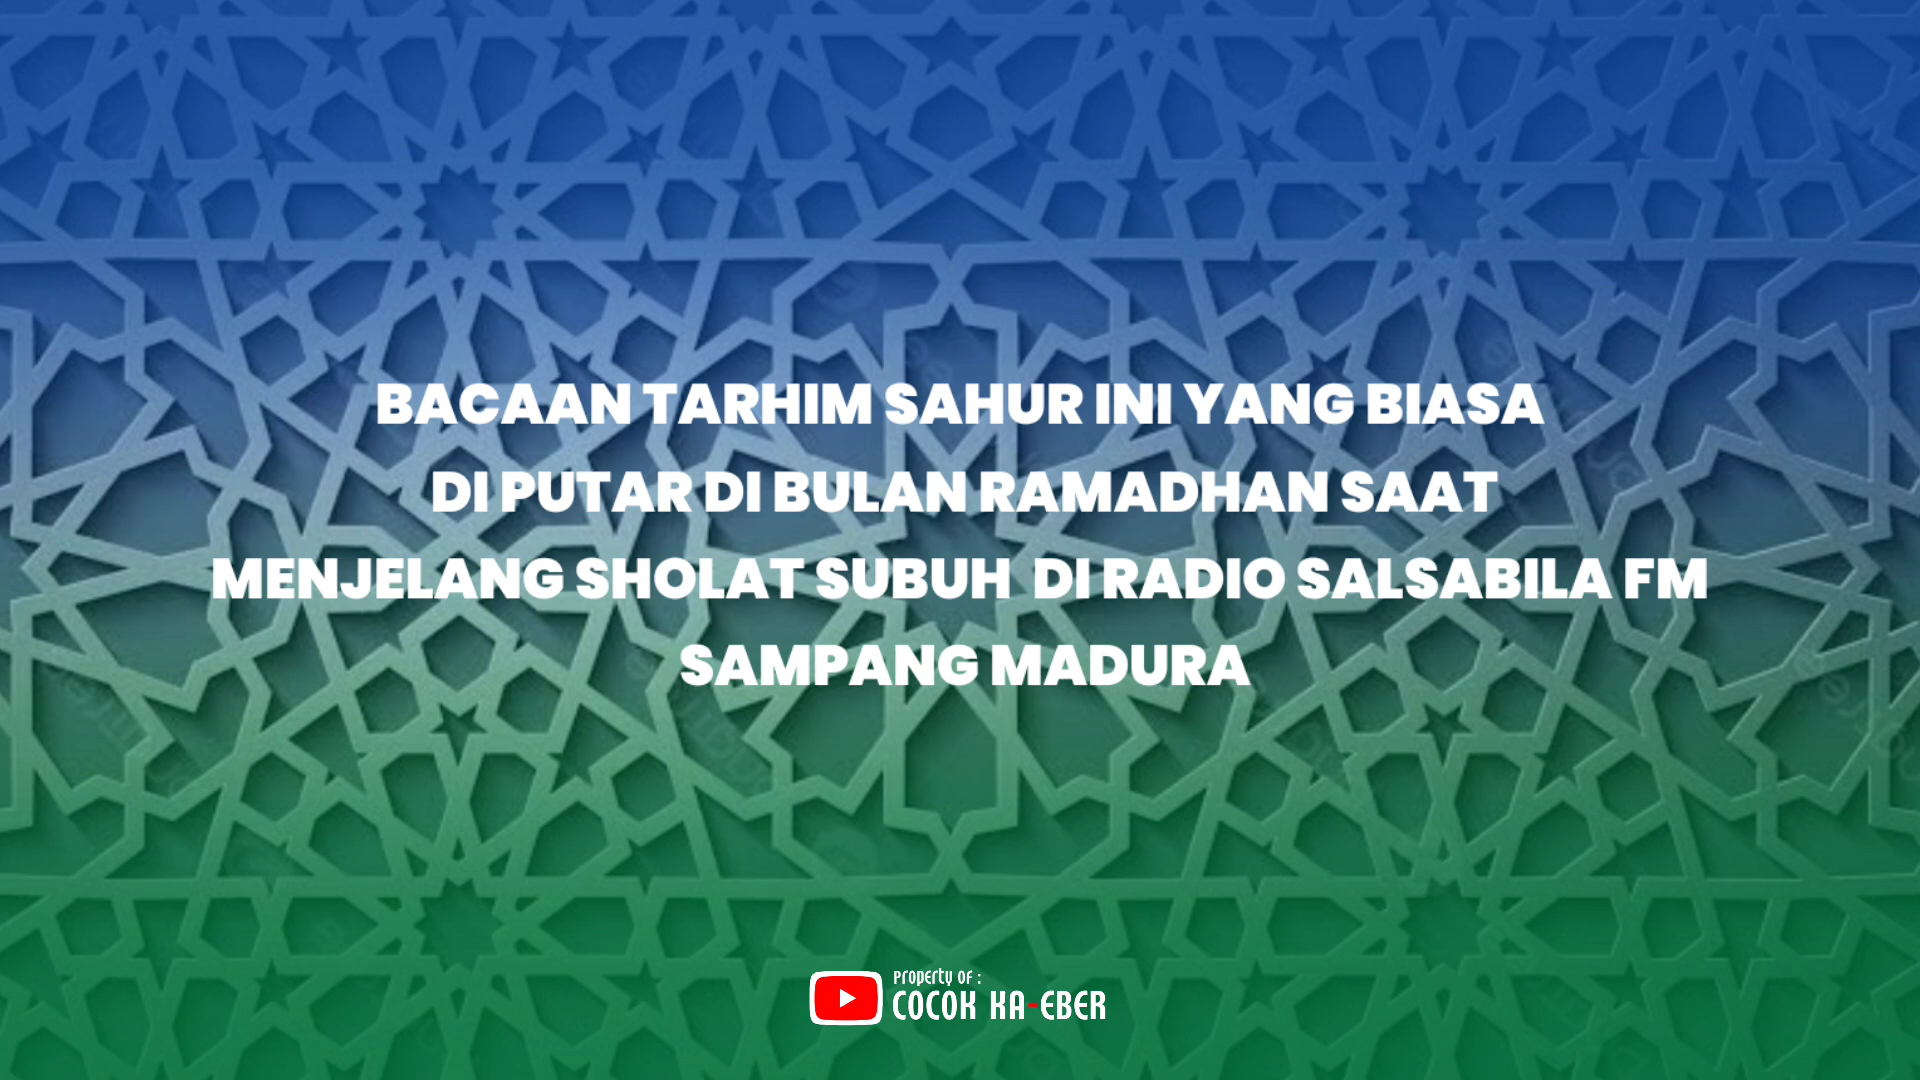 BACAAN TARHIM SAHUR INI YANG BIASA
DI PUTAR DI BULAN RAMADHAN SAAT
MENJELANG SHOLAT SUBUH DI RADIO SALSABILA FM
SAMPANG MADURA
Property of :
COCOK KA-EBER